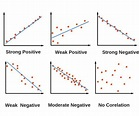 Strong Positive
Weak Positive
Strong Negative
Weak Negative
Moderate Negative
No Corelation